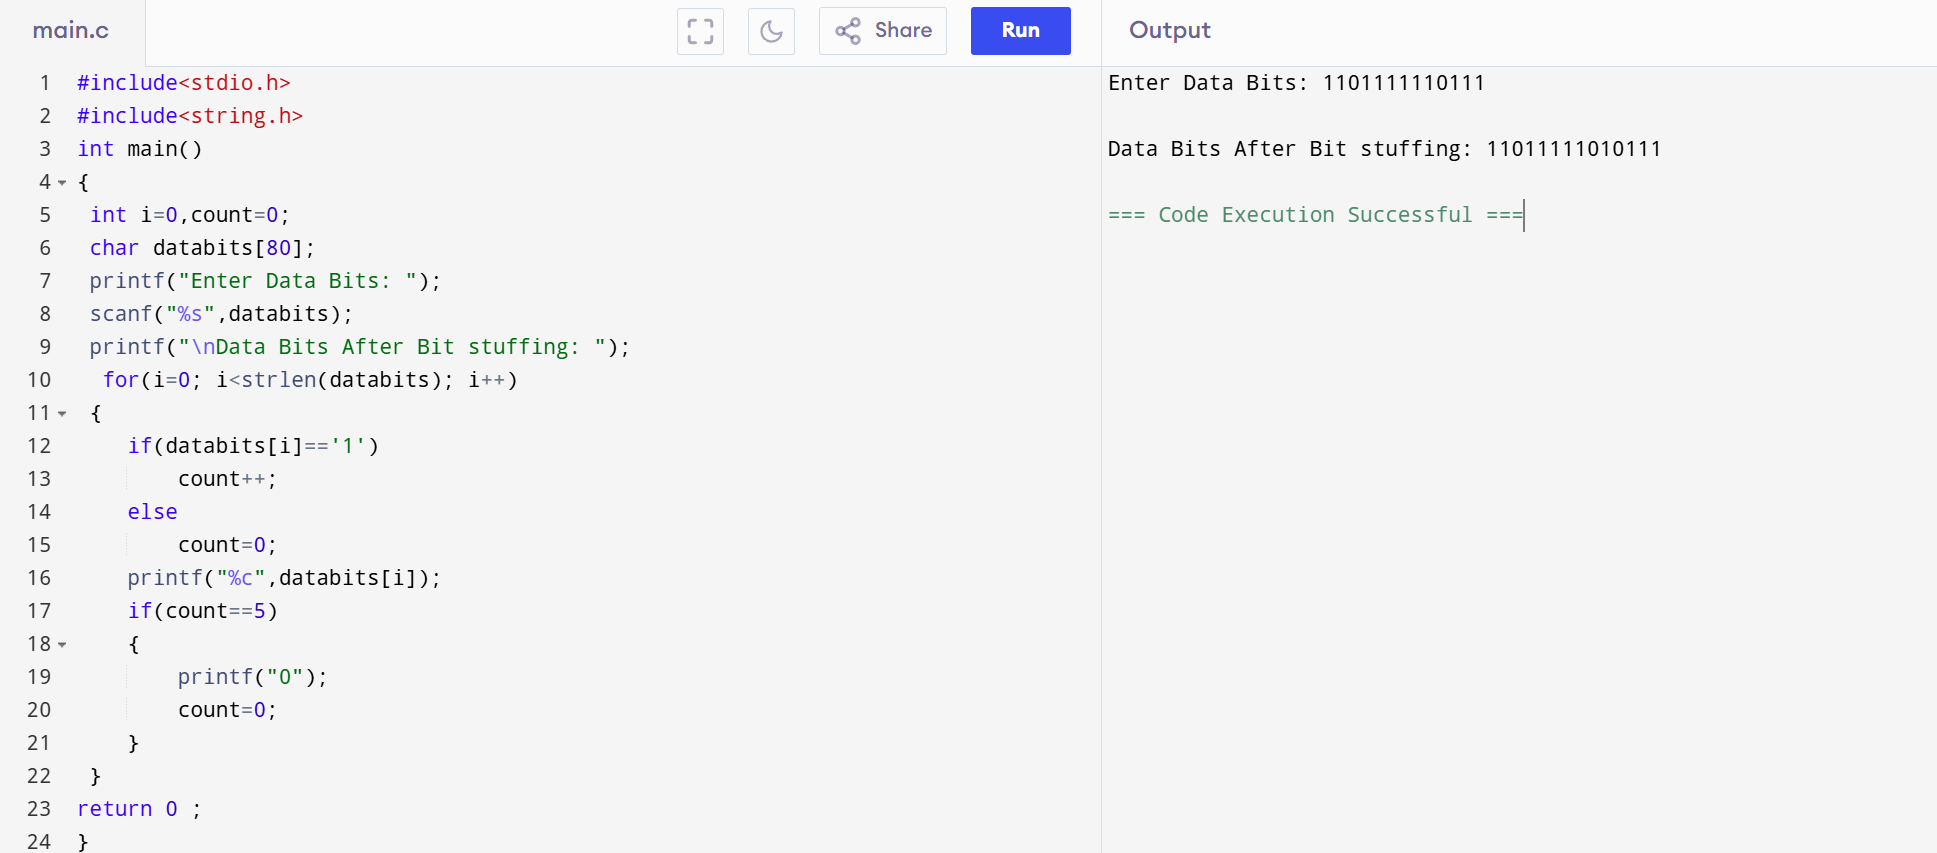 main.c
Share
Run
Output
1 #include<stdio.h>
2 #include<string.h>
3 int main()
4 {
5 int i=0,count=0;
6 char databits[80];
7 printf("Enter Data Bits: ");
8 scanf("%s",databits);
9 printf("\nData Bits After Bit stuffing: ");
10 for(i=0; i<strlen(databits); i++)
11 {
12 if(databits[i]=='1')
13 count++;
14 else
15 count=0;
16 printf("%c",databits[i]);
17 if(count==5)
18 {
19 printf("0");
20 count=0;
21 }
22 }
23 return 0 ;
24 }
Enter Data Bits: 1101111110111
Data Bits After Bit stuffing: 11011111010111
=== Code Execution Successful ===